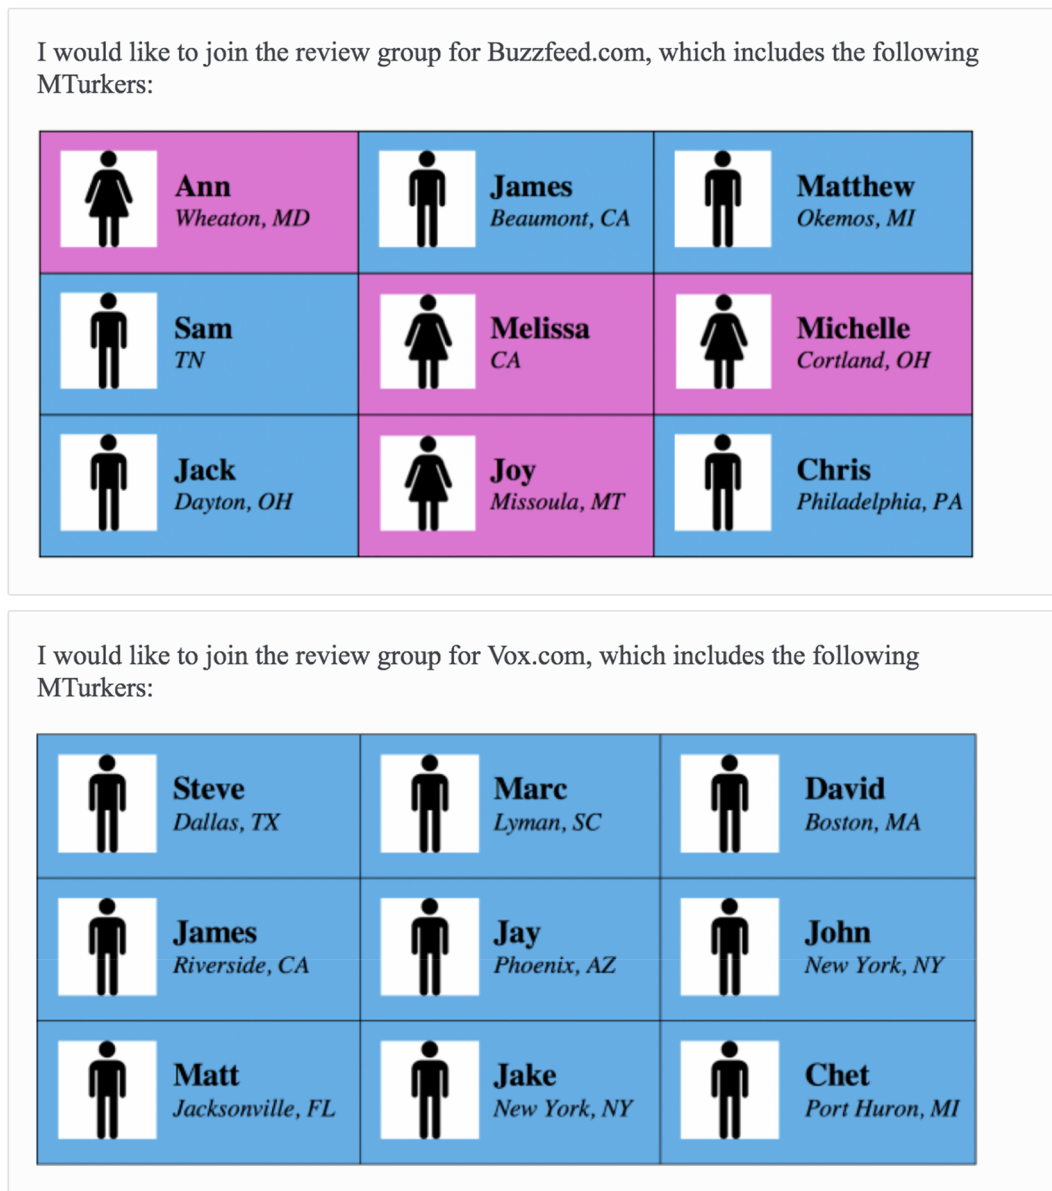 I would like to join the review group for Buzzfeed.com, which includes the following
MTurkers:
Ann
Wheaton, MD
James
Beaumont, CA
Matthew
Okemos, MI
Sam
TN
Melissa
CA
Michelle
Cortland, OH
Jack
Dayton, OH
Joy
Missoula, MT
Chris
Philadelphia, PA
I would like to join the review group for Vox.com, which includes the following
MTurkers:
Steve
Dallas, TX
Marc
Lyman, SC
David
Boston, MA
James
Riverside, CA
Jay
Phoenix, AZ
John
New York, NY
Matt
Jacksonville, FL
Jake
New York, NY
Chet
Port Huron, MI